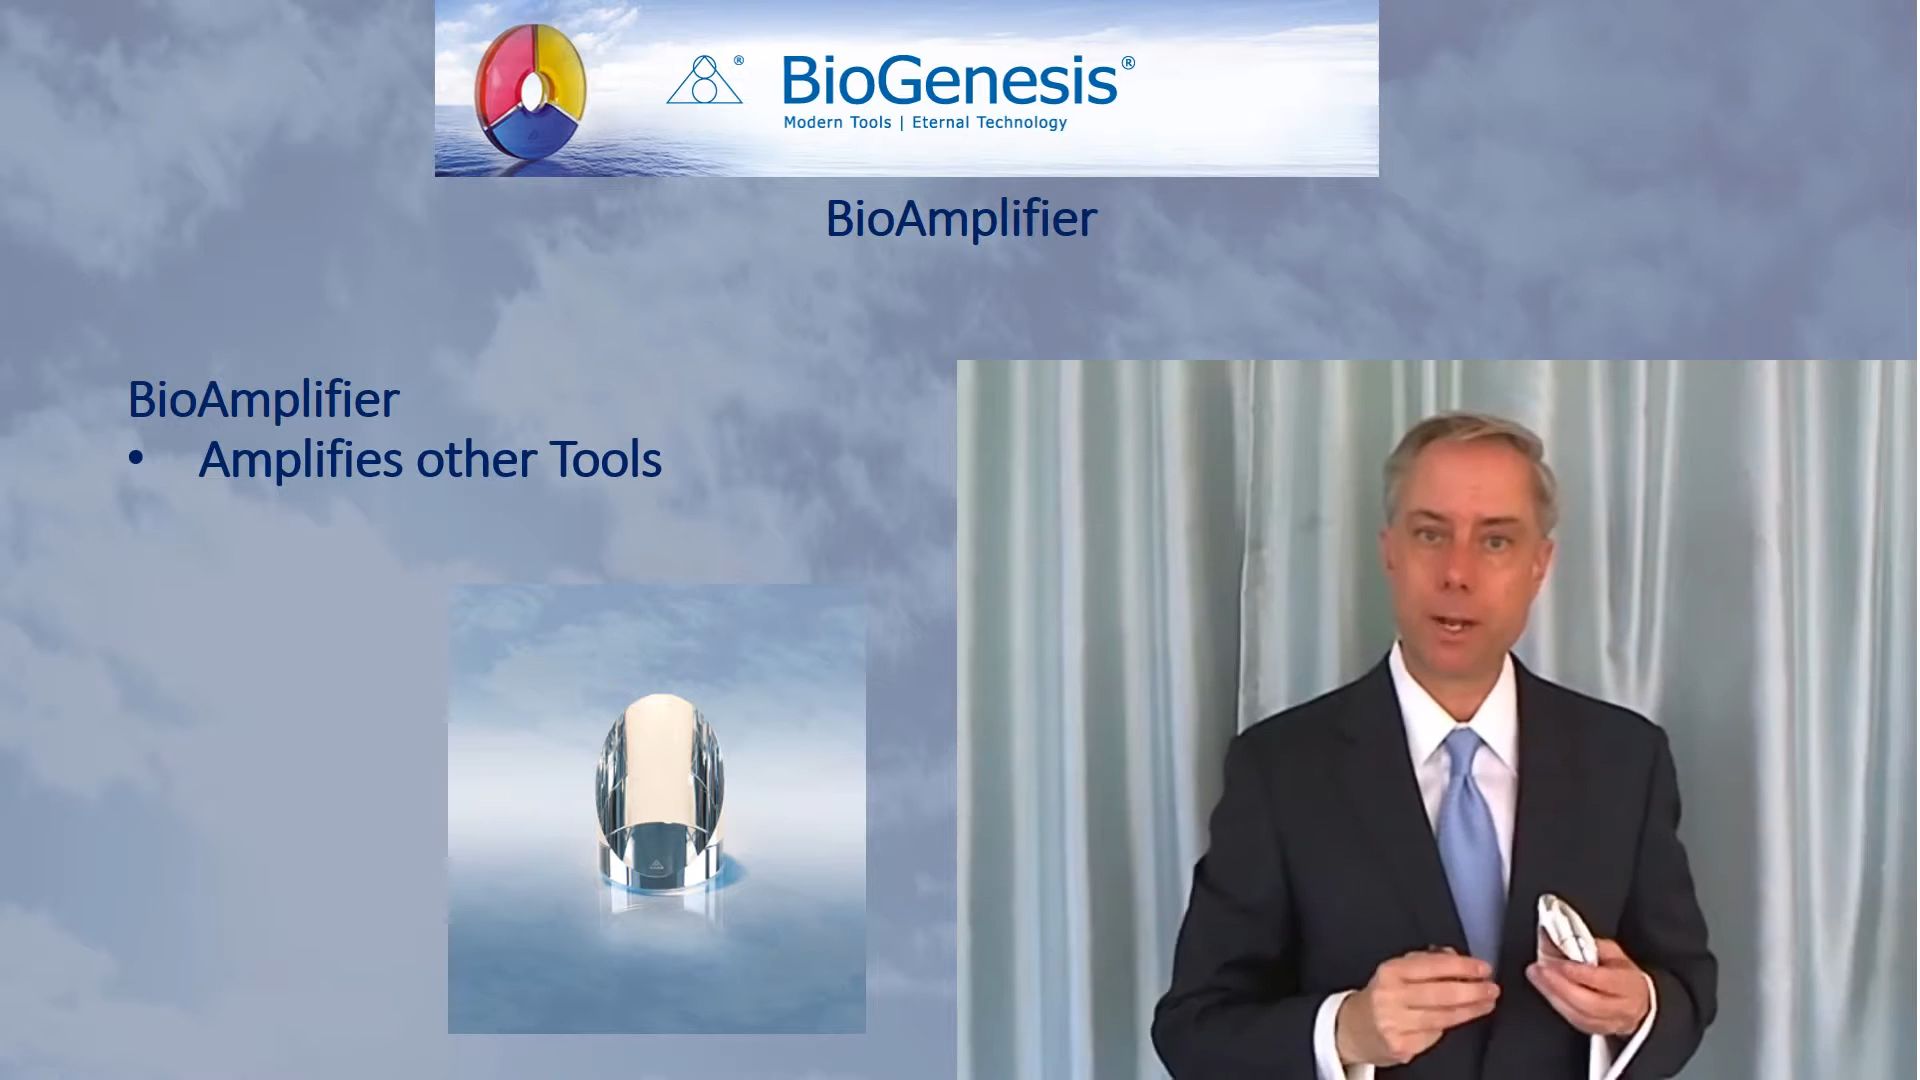 BioGenesis®
®
Modern Tools | Eternal Technology
BioAmplifier
BioAmplifier
• Amplifies other Tools